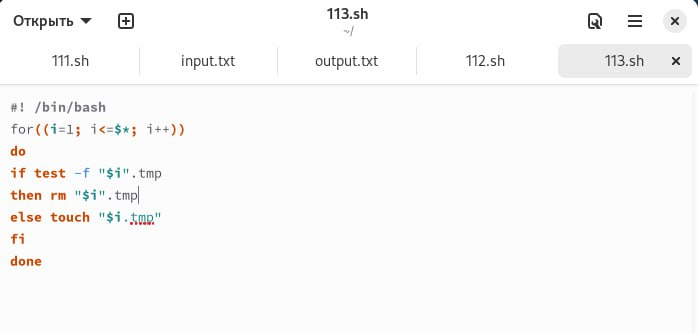 Открыть
113.sh
~/
111.sh
input.txt
output.txt
112.sh
113.sh
#! /bin/bash
for((i=1; i<=$*; i++))
do
if test -f "$i".tmp
then rm "$i".tmp
else touch "$i.tmp"
fi
done